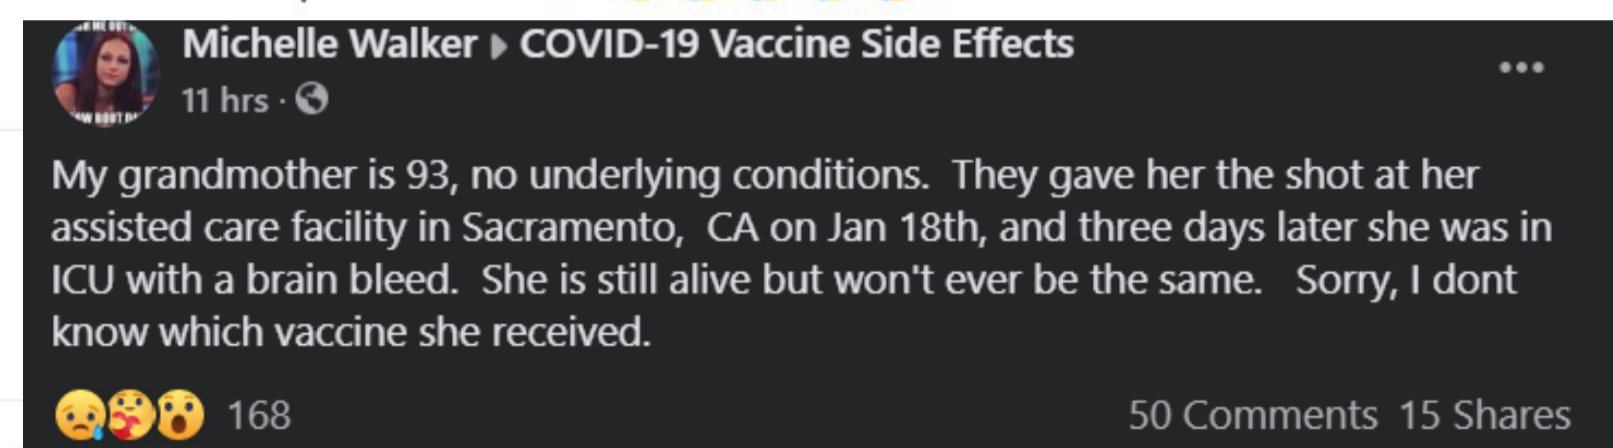 Michelle Walker ▸ COVID-19 Vaccine Side Effects
11 hrs ·
My grandmother is 93, no underlying conditions.  They gave her the shot at her
assisted care facility in Sacramento,  CA on Jan 18th, and three days later she was in
ICU with a brain bleed.  She is still alive but won't ever be the same.   Sorry, I dont
know which vaccine she received.
168
50 Comments 15 Shares